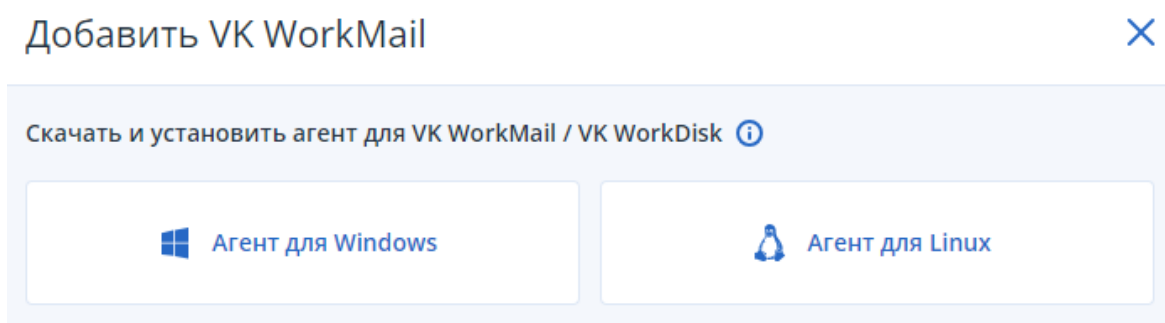 Добавить VK WorkMail
Скачать и установить агент для VK WorkMail / VK WorkDisk
Агент для Windows
Агент для Linux